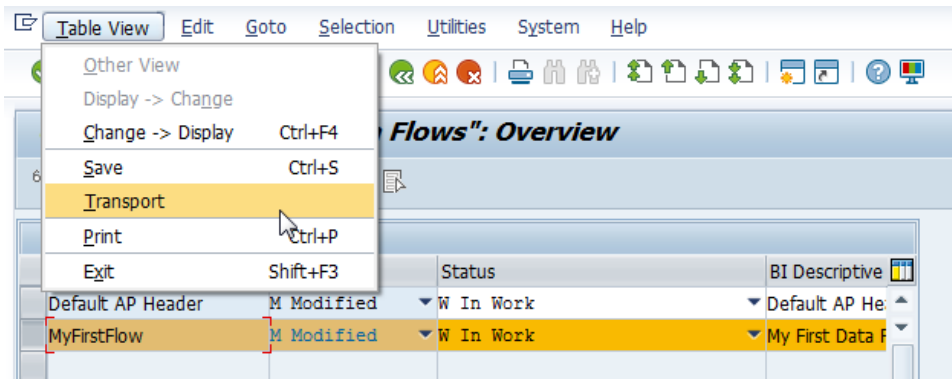 Table View Edit Goto Selection Utilities System Help
Other View
Display -> Change
Change -> Display Ctrl+F4
Flows": Overview
Save Ctrl+S
Transport
Print Ctrl+P
Exit Shift+F3
Status BI Descriptive
Default AP Header M Modified W In Work Default AP He
MyFirstFlow M Modified W In Work My First Data F